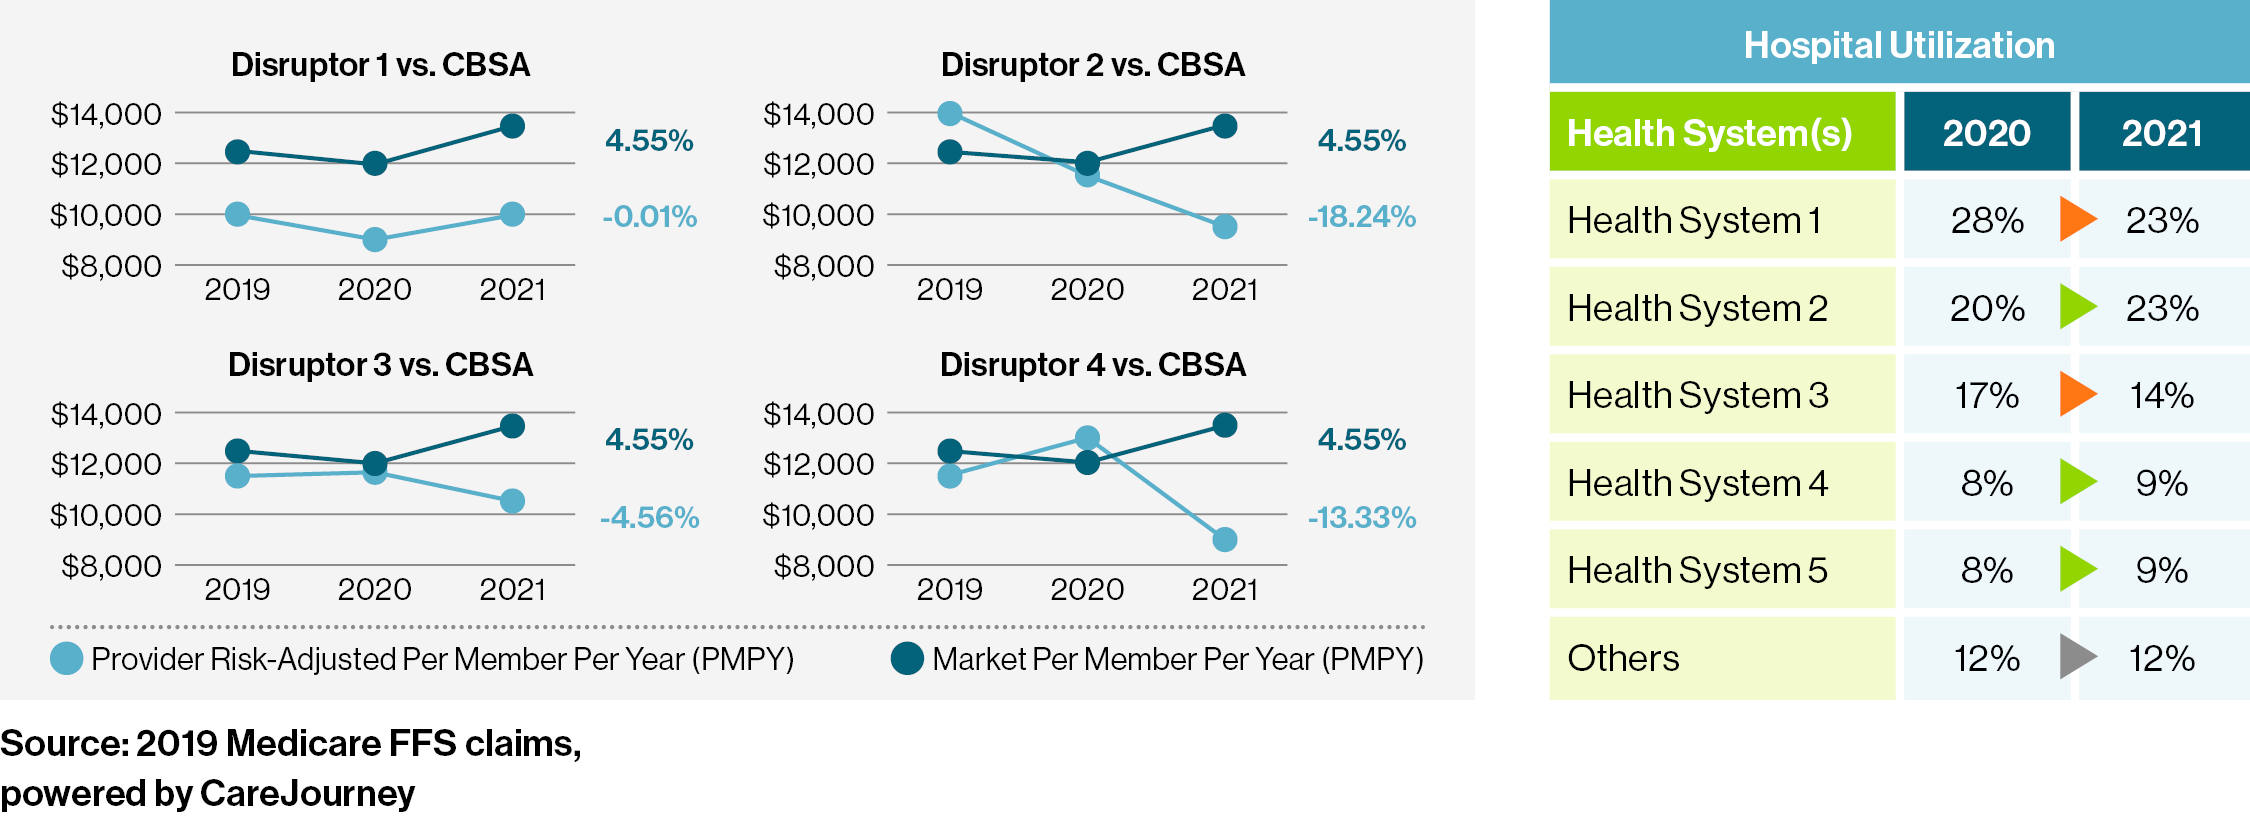 Disruptor 1 vs. CBSA
$14,000
$12,000
$10,000
$8,000
4.55%
-0.01%
2019 2020 2021
Disruptor 2 vs. CBSA
$14,000
$12,000
$10,000
$8,000
4.55%
-18.24%
2019 2020 2021
Disruptor 3 vs. CBSA
$14,000
$12,000
$10,000
$8,000
4.55%
-4.56%
2019 2020 2021
Disruptor 4 vs. CBSA
$14,000
$12,000
$10,000
$8,000
4.55%
-13.33%
2019 2020 2021
Provider Risk-Adjusted Per Member Per Year (PMPY)
Market Per Member Per Year (PMPY)
Hospital Utilization
Health System(s) 2020 2021
Health System 1 28% 23%
Health System 2 20% 23%
Health System 3 17% 14%
Health System 4 8% 9%
Health System 5 8% 9%
Others 12% 12%
Source: 2019 Medicare FFS claims,
powered by CareJourney